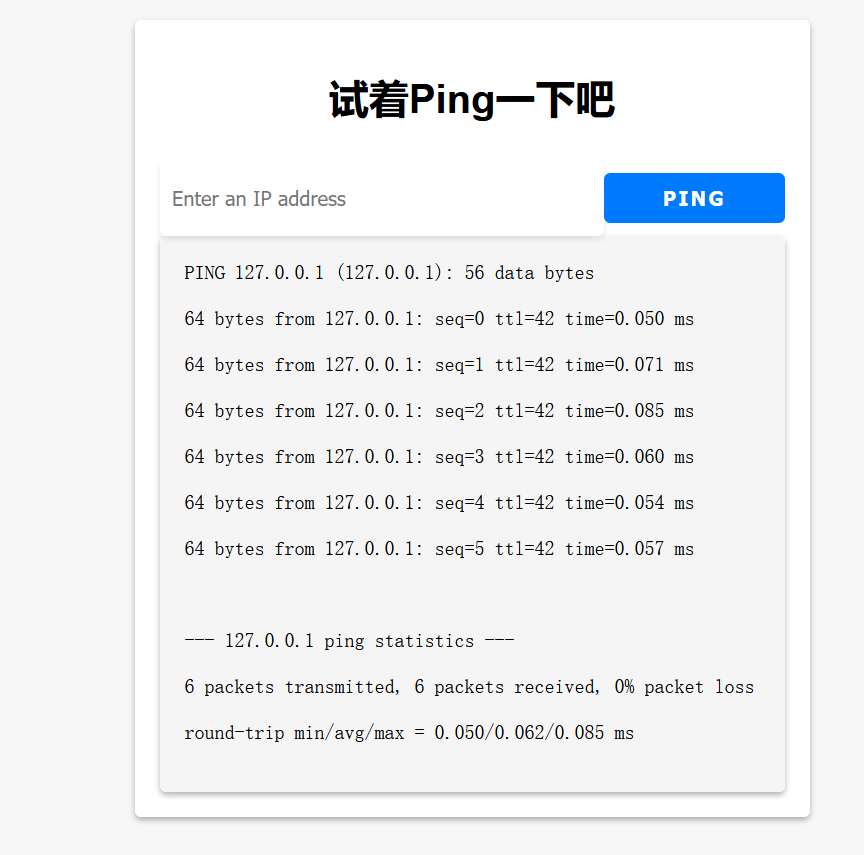 试着Ping一下吧
Enter an IP address
PING
PING 127.0.0.1 (127.0.0.1): 56 data bytes
64 bytes from 127.0.0.1: seq=0 ttl=42 time=0.050 ms
64 bytes from 127.0.0.1: seq=1 ttl=42 time=0.071 ms
64 bytes from 127.0.0.1: seq=2 ttl=42 time=0.085 ms
64 bytes from 127.0.0.1: seq=3 ttl=42 time=0.060 ms
64 bytes from 127.0.0.1: seq=4 ttl=42 time=0.054 ms
64 bytes from 127.0.0.1: seq=5 ttl=42 time=0.057 ms
--- 127.0.0.1 ping statistics ---
6 packets transmitted, 6 packets received, 0% packet loss
round-trip min/avg/max = 0.050/0.062/0.085 ms